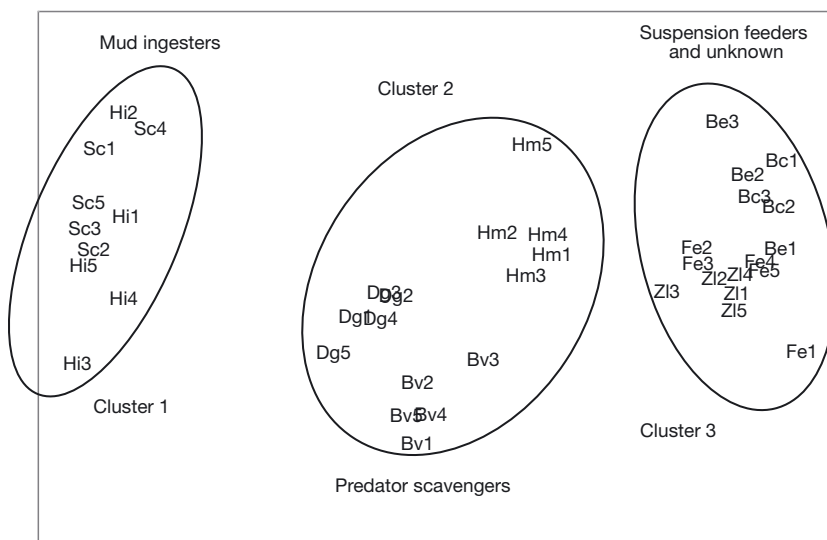 Mud ingesters
Suspension feeders
and unknown
Cluster 2
Hi2
Sc4
Sc1
Sc5
Hi1
Sc3
Sc2
Hi5
Hi4
Hi3
Cluster 1
Hm5
Hm2
Hm4
Hm1
Hm3
Dg3
Dg2
Dg1
Dg4
Dg5
Bv3
Bv2
Bv5
Bv4
Bv1
Predator scavengers
Be3
Bc1
Be2
Bc3
Bc2
Be1
Fe2
Fe4
Fe3
Fe5
Zl2
Zl4
Zl3
Zl1
Zl5
Fe1
Cluster 3